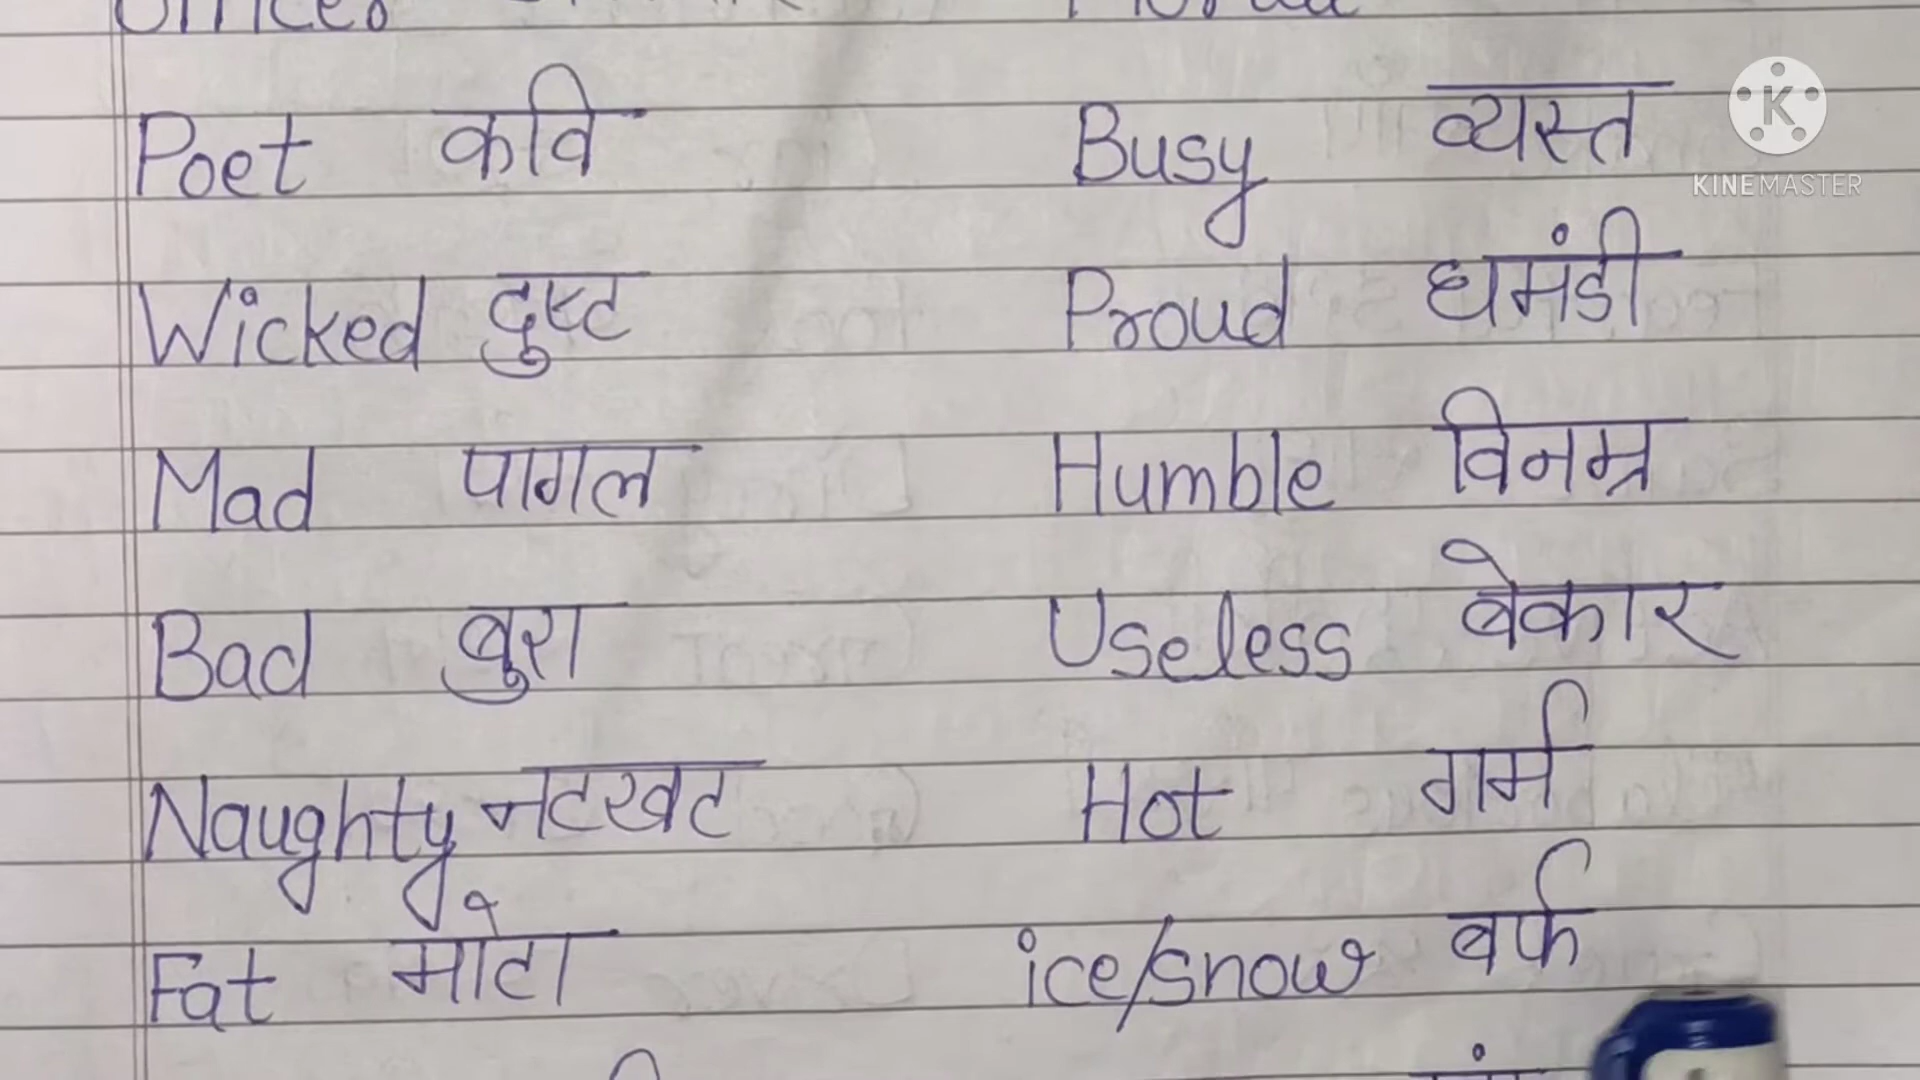 Officer
Poet कवि Busy व्यस्त
KINEMASTER
Wicked दुष्ट Proud घमंडी
Mad पागल Humble विनम्र
Bad बुरा Useless बेकार
Naughty नटखट Hot गर्म
Fat मोटा ice/snow बर्फ